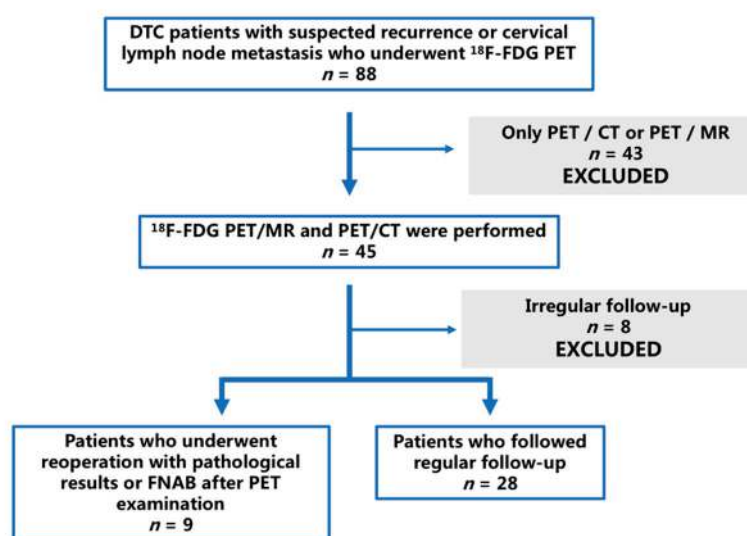 DTC patients with suspected recurrence or cervical
lymph node metastasis who underwent ¹⁸F-FDG PET
n = 88
Only PET / CT or PET / MR
n = 43
EXCLUDED
¹⁸F-FDG PET/MR and PET/CT were performed
n = 45
Irregular follow-up
n = 8
EXCLUDED
Patients who underwent
reoperation with pathological
results or FNAB after PET
examination
n = 9
Patients who followed
regular follow-up
n = 28